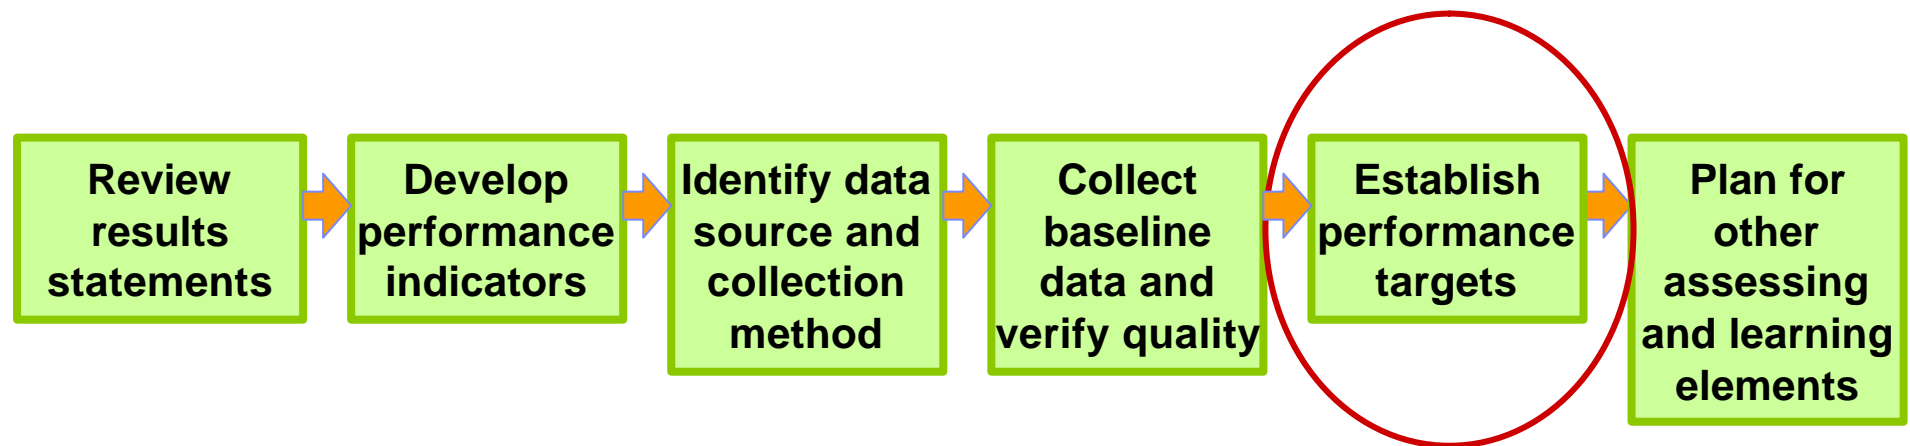 Review
results
statements
Develop
performance
indicators
Identify data
source and
collection
method
Collect
baseline
data and
verify quality
Establish
performance
targets
Plan for
other
assessing
and learning
elements